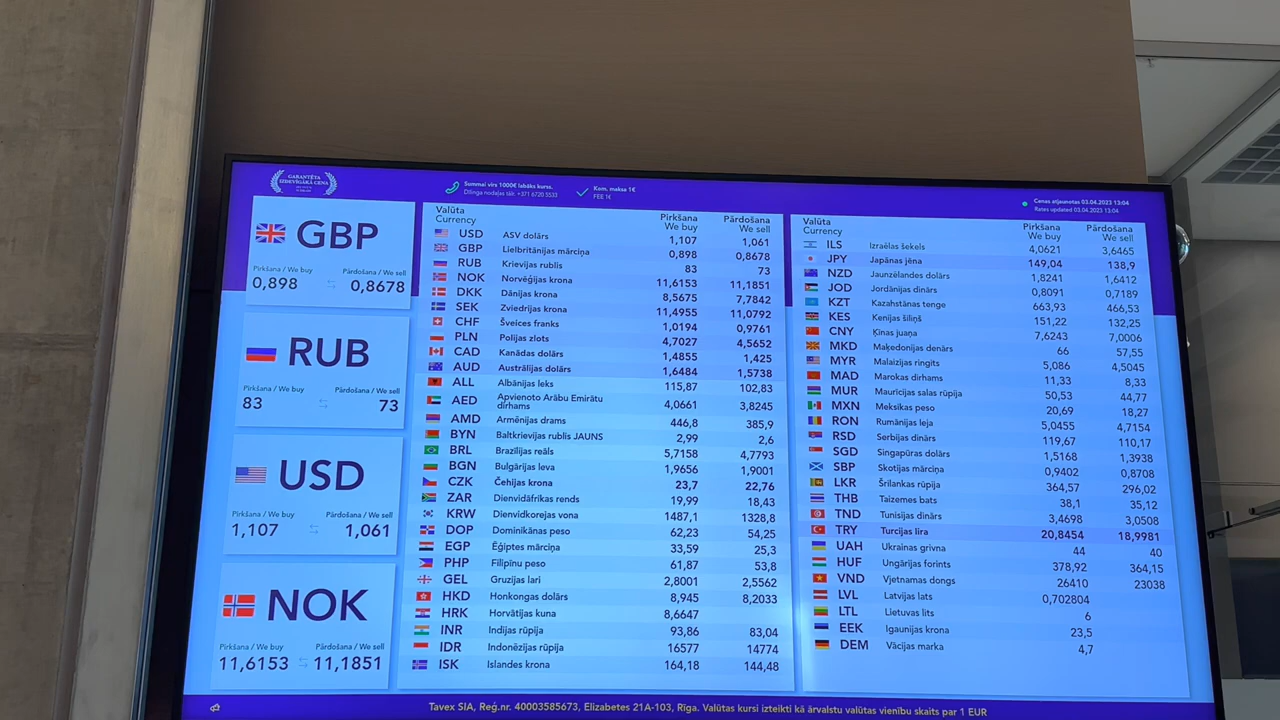 GARANTĒTA
IZDEVĪGĀKĀ CENA
Summai virs 1000€ labāks kurss.
Kom. maksa 1€
FEE 1€
Cenas atjaunotas 03.04.2023 13:04
Rates updated 03.04.2023 13:04
GBP
Pirkšana / We buy Pārdošana / We sell
0,898 0,8678
RUB
Pirkšana / We buy Pārdošana / We sell
83 73
USD
Pirkšana / We buy Pārdošana / We sell
1,107 1,061
NOK
Pirkšana / We buy Pārdošana / We sell
11,6153 11,1851
Valūta Pirkšana Pārdošana
Currency We buy We sell
USD ASV dolārs 1,107 1,061
GBP Lielbritānijas mārciņa 0,898 0,8678
RUB Krievijas rublis 83 73
NOK Norvēģijas krona 11,6153 11,1851
DKK Dānijas krona 8,5675 7,7842
SEK Zviedrijas krona 11,4955 11,0792
CHF Šveices franks 1,0194 0,9761
PLN Polijas zlots 4,7027 4,5652
CAD Kanādas dolārs 1,4855 1,425
AUD Austrālijas dolārs 1,6484 1,5738
ALL Albānijas leks 115,87 102,83
AED Apvienoto Arābu Emirātu
dirhams 4,0661 3,8245
AMD Armēnijas drams 446,8 385,9
BYN Baltkrievijas rublis JAUNS 2,99 2,6
BRL Brazīlijas reāls 5,7158 4,7793
BGN Bulgārijas leva 1,9656 1,9001
CZK Čehijas krona 23,7 22,76
ZAR Dienvidāfrikas rends 19,99 18,43
KRW Dienvidkorejas vona 1487,1 1328,8
DOP Dominikānas peso 62,23 54,25
EGP Ēģiptes mārciņa 33,59 25,3
PHP Filipīnu peso 61,87 53,8
GEL Gruzijas lari 2,8001 2,5562
HKD Honkongas dolārs 8,945 8,2033
HRK Horvātijas kuna 8,6647
INR Indijas rūpija 93,86 83,04
IDR Indonēzijas rūpija 16577 14774
ISK Islandes krona 164,18 144,48
Valūta Pirkšana Pārdošana
Currency We buy We sell
ILS Izraēlas šekels 4,0621 3,6465
JPY Japānas jēna 149,04 138,9
NZD Jaunzēlandes dolārs 1,8241 1,6412
JOD Jordānijas dinārs 0,8091 0,7189
KZT Kazahstānas tenge 663,93 466,53
KES Kenijas šiliņš 151,22 132,25
CNY Ķīnas juaņa 7,6243 7,0006
MKD Maķedonijas denārs 66 57,55
MYR Malaizijas ringits 5,086 4,5045
MAD Marokas dirhams 11,33 8,33
MUR Maurīcijas salas rūpija 50,53 44,77
MXN Meksikas peso 20,69 18,27
RON Rumānijas leja 5,0455 4,7154
RSD Serbijas dinārs 119,67 110,17
SGD Singapūras dolārs 1,5168 1,3938
SBP Skotijas mārciņa 0,9402 0,8708
LKR Šrilankas rūpija 364,57 296,02
THB Taizemes bats 38,1 35,12
TND Tunisijas dinārs 3,4698 3,0508
TRY Turcijas lira 20,8454 18,9981
UAH Ukrainas grivna 44 40
HUF Ungārijas forints 378,92 364,15
VND Vjetnamas dongs 26410 23038
LVL Latvijas lats 0,702804
LTL Lietuvas lits 6
EEK Igaunijas krona 23,5
DEM Vācijas marka 4,7
Tavex SIA, Reģ.nr. 40003585673, Elizabetes 21A-103, Rīga. Valūtas kursi izteikti kā ārvalstu valūtas vienību skaits par 1 EUR